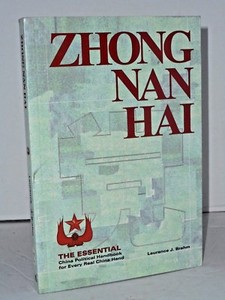 ZHONG
NAN
HAI
THE ESSENTIAL
China Political Handbook
for Every Real China Hand
Laurence J. Brahm